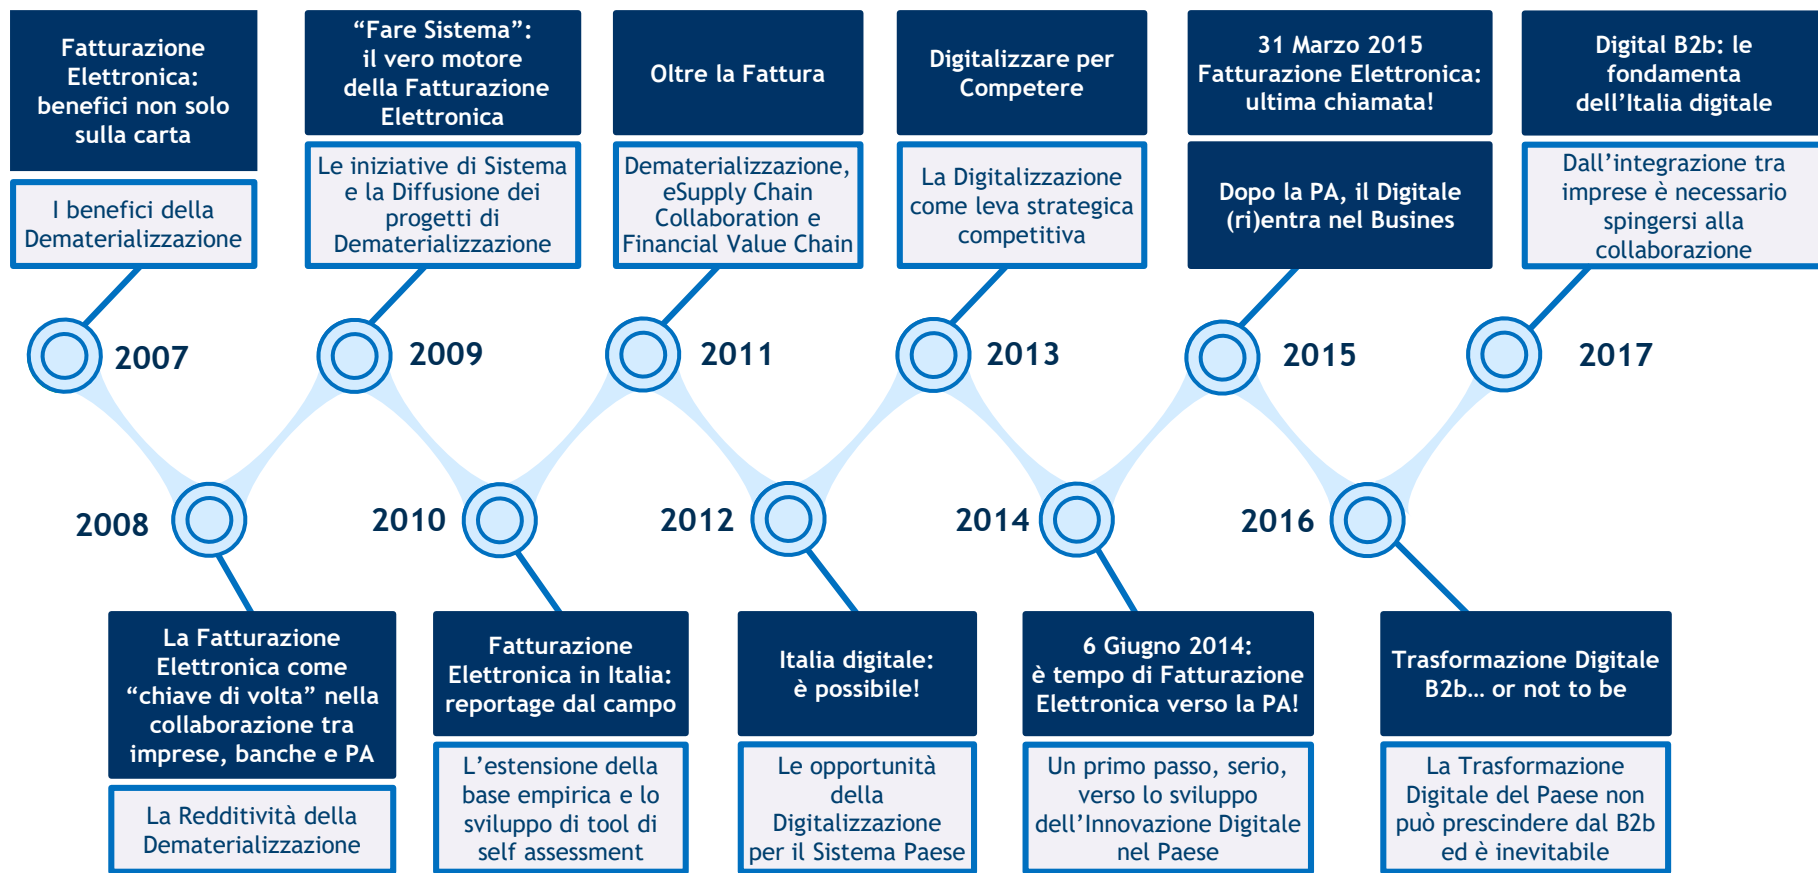 Fatturazione
Elettronica:
benefici non solo
sulla carta
I benefici della
Dematerializzazione
2007
“Fare Sistema”:
il vero motore
della Fatturazione
Elettronica
Le iniziative di Sistema
e la Diffusione dei
progetti di
Dematerializzazione
2009
Oltre la Fattura
Dematerializzazione,
eSupply Chain
Collaboration e
Financial Value Chain
2011
Digitalizzare per
Competere
La Digitalizzazione
come leva strategica
competitiva
2013
31 Marzo 2015
Fatturazione Elettronica:
ultima chiamata!
Dopo la PA, il Digitale
(ri)entra nel Busines
2015
Digital B2b: le
fondamenta
dell’Italia digitale
Dall’integrazione tra
imprese è necessario
spingersi alla
collaborazione
2017
2008
La Fatturazione
Elettronica come
“chiave di volta” nella
collaborazione tra
imprese, banche e PA
La Redditività della
Dematerializzazione
2010
Fatturazione
Elettronica in Italia:
reportage dal campo
L’estensione della
base empirica e lo
sviluppo di tool di
self assessment
2012
Italia digitale:
è possibile!
Le opportunità
della
Digitalizzazione
per il Sistema Paese
2014
6 Giugno 2014:
è tempo di Fatturazione
Elettronica verso la PA!
Un primo passo, serio,
verso lo sviluppo
dell’Innovazione Digitale
nel Paese
2016
Trasformazione Digitale
B2b… or not to be
La Trasformazione
Digitale del Paese non
può prescindere dal B2b
ed è inevitabile